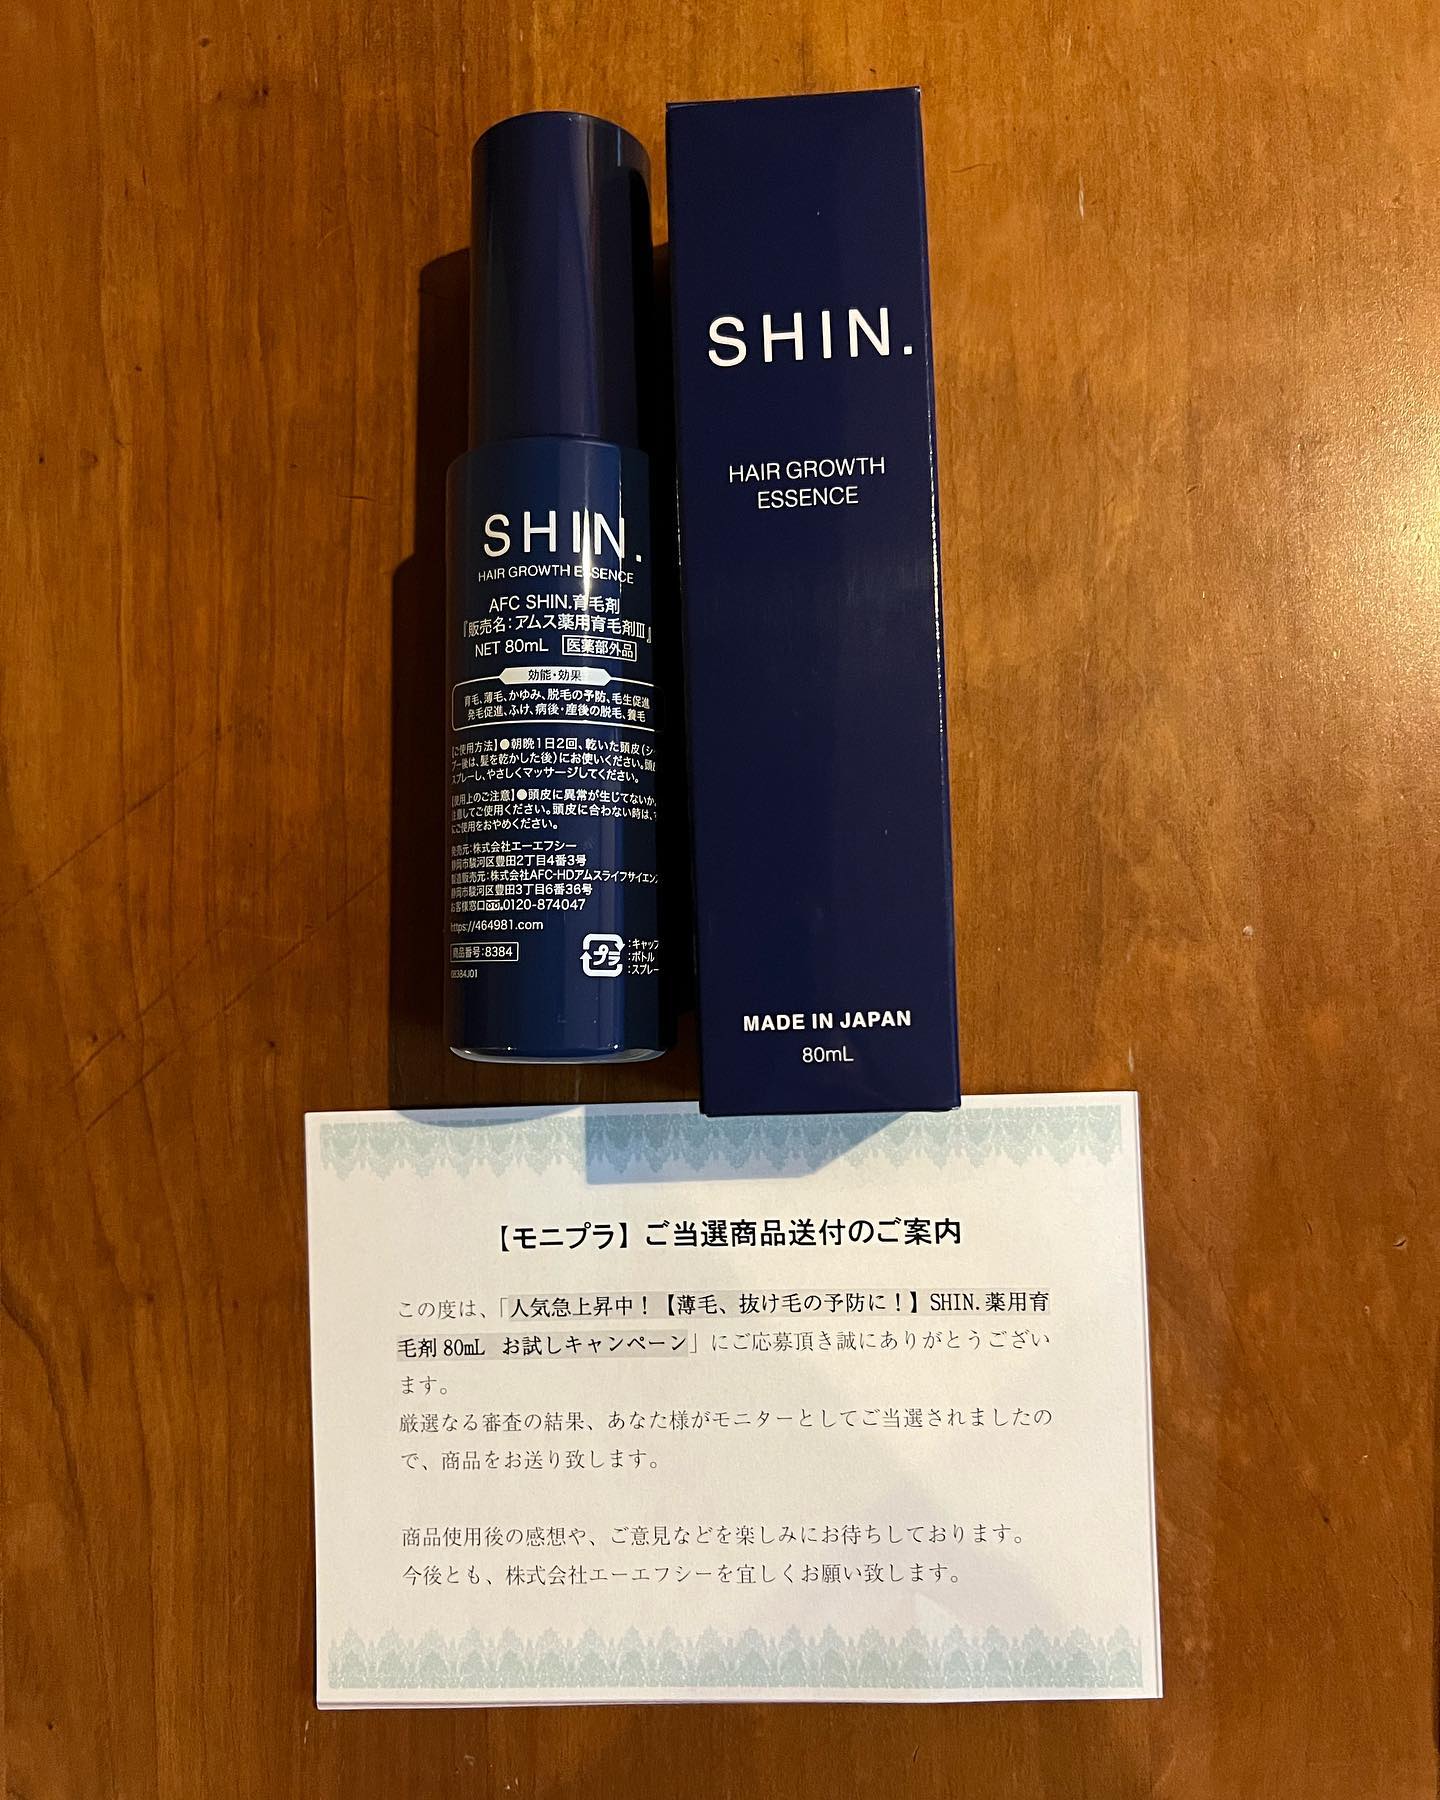 SHIN.
HAIR GROWTH ESSENCE
AFC SHIN.育毛剤
『販売名：アムス薬用育毛剤Ⅲ』
NET 80mL 医薬部外品
効能・効果
育毛、薄毛、かゆみ、脱毛の予防、毛生促進
発毛促進、ふけ、病後・産後の脱毛、養毛
【ご使用方法】●朝晩1日2回、乾いた頭皮(シ
プー後は、髪を乾かした後)にお使いください。頭皮
スプレーし、やさしくマッサージしてください。
【使用上のご注意】●頭皮に異常が生じてないか
注意してご使用ください。頭皮に合わない時は、
にご使用をおやめください。
発売元：株式会社エーエフシー
静岡市駿河区豊田2丁目4番3号
製造販売元：株式会社AFC-HDアムスライフサイエン
静岡市駿河区豊田3丁目6番36号
お客様窓口 0120-874047
https://464981.com
商品番号：8384
08384J01
プラ
：キャップ
：ボトル
：スプレー
SHIN.
HAIR GROWTH
ESSENCE
MADE IN JAPAN
80mL
【モニプラ】ご当選商品送付のご案内
この度は、「人気急上昇中！【薄毛、抜け毛の予防に！】SHIN.薬用育
毛剤 80mL お試しキャンペーン」にご応募頂き誠にありがとうござい
ます。
厳選なる審査の結果、あなた様がモニターとしてご当選されましたの
で、商品をお送り致します。
商品使用後の感想や、ご意見などを楽しみにお待ちしております。
今後とも、株式会社エーエフシーを宜しくお願い致します。